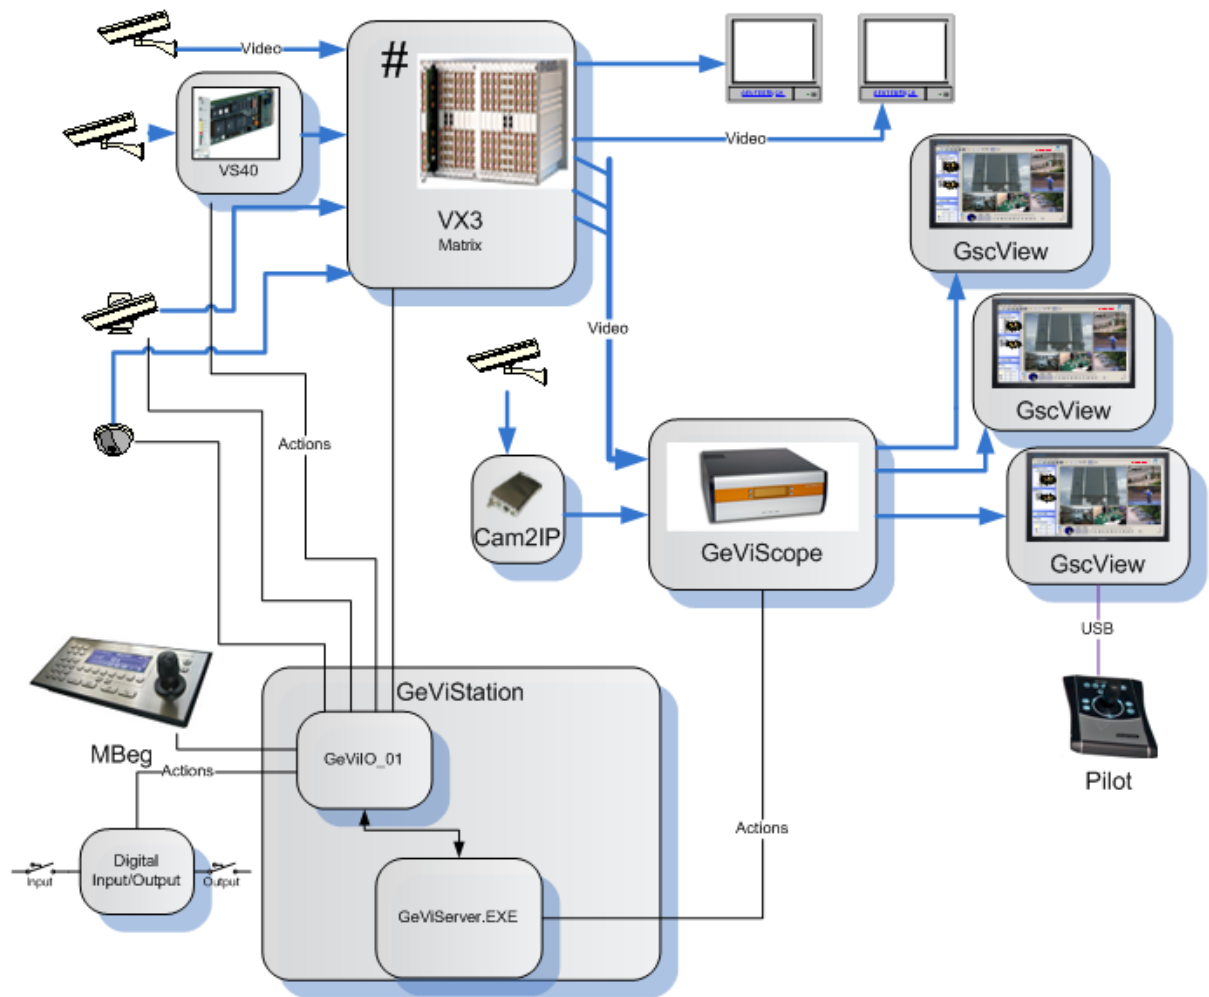 Video
#
VS40
VX3
Matrix
Video
GscView
Video
GscView
Actions
Cam2IP
GeViScope
GscView
USB
GeViStation
MBeg
GeViIO_01
Actions
Pilot
Actions
Digital
Input/Output
Input
Output
GeViServer.EXE